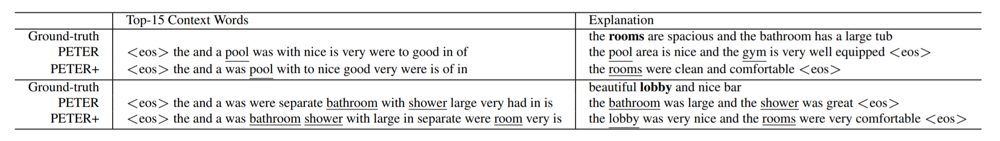 Top-15 Context Words Explanation
Ground-truth the rooms are spacious and the bathroom has a large tub
PETER <eos> the and a pool was with nice is very were to good in of the pool area is nice and the gym is very well equipped <eos>
PETER+ <eos> the and a was pool with to nice good very were is of in the rooms were clean and comfortable <eos>
Ground-truth beautiful lobby and nice bar
PETER <eos> the and a was were separate bathroom with shower large very had in is the bathroom was large and the shower was great <eos>
PETER+ <eos> the and a was bathroom shower with large in separate were room very is the lobby was very nice and the rooms were very comfortable <eos>